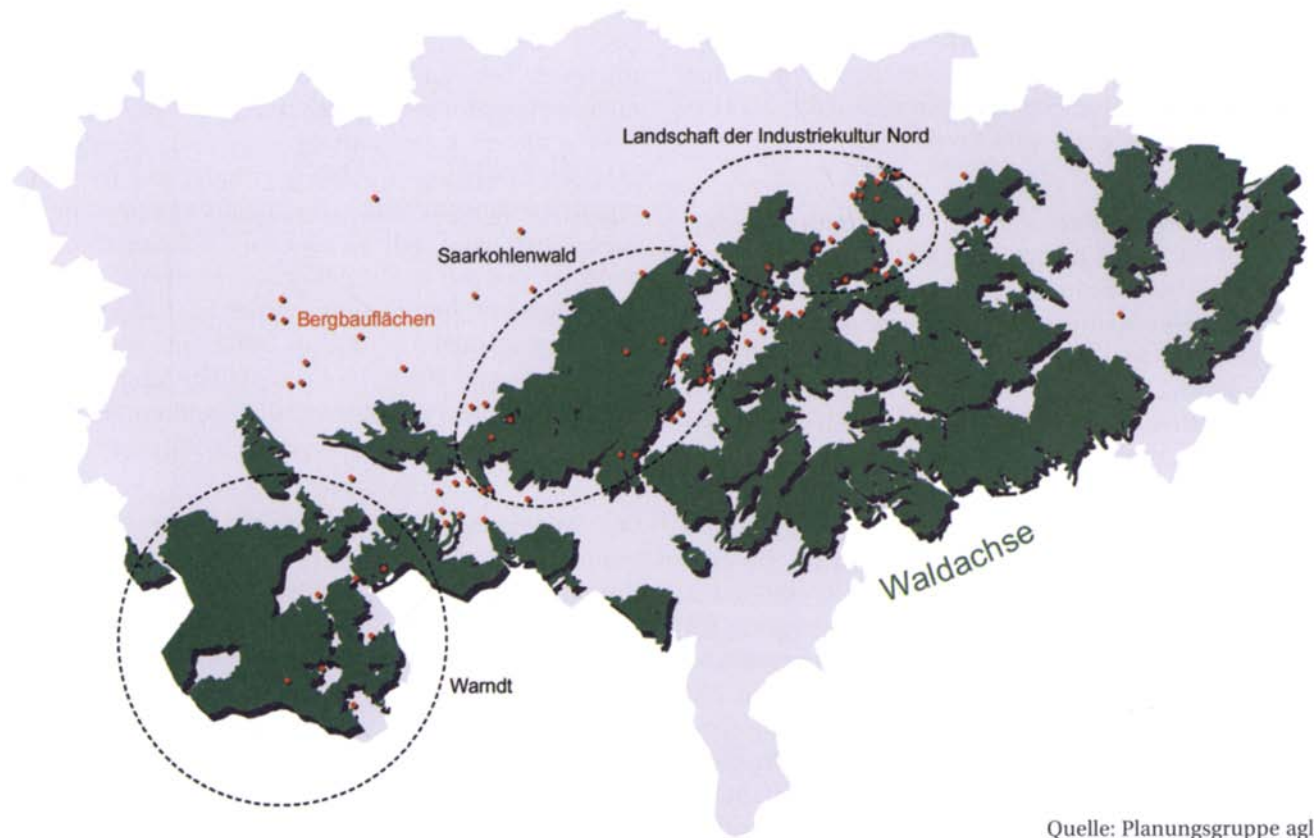 Landschaft der Industriekultur Nord
Saarkohlenwald
Bergbauflächen
Waldachse
Warndt
Quelle: Planungsgruppe agl